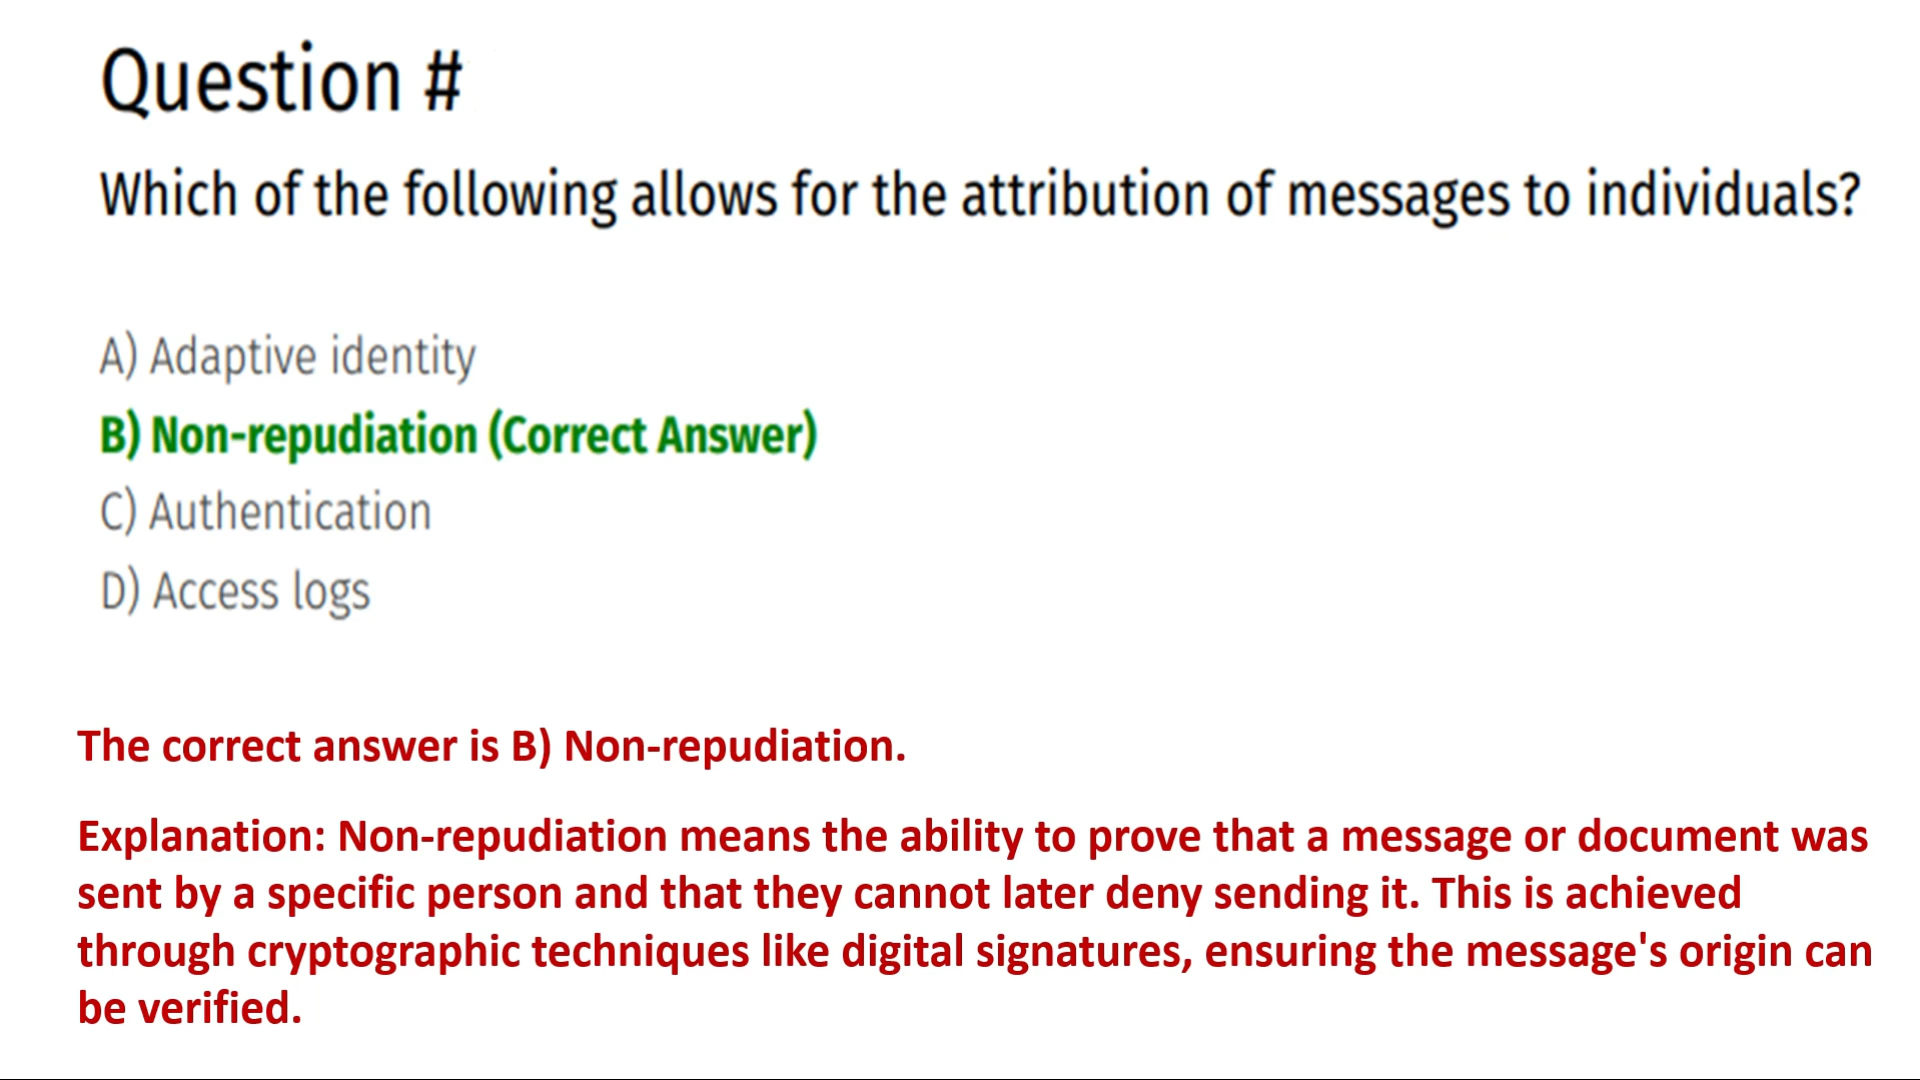 Question #
Which of the following allows for the attribution of messages to individuals?
A) Adaptive identity
B) Non-repudiation (Correct Answer)
C) Authentication
D) Access logs
The correct answer is B) Non-repudiation.
Explanation: Non-repudiation means the ability to prove that a message or document was
sent by a specific person and that they cannot later deny sending it. This is achieved
through cryptographic techniques like digital signatures, ensuring the message's origin can
be verified.